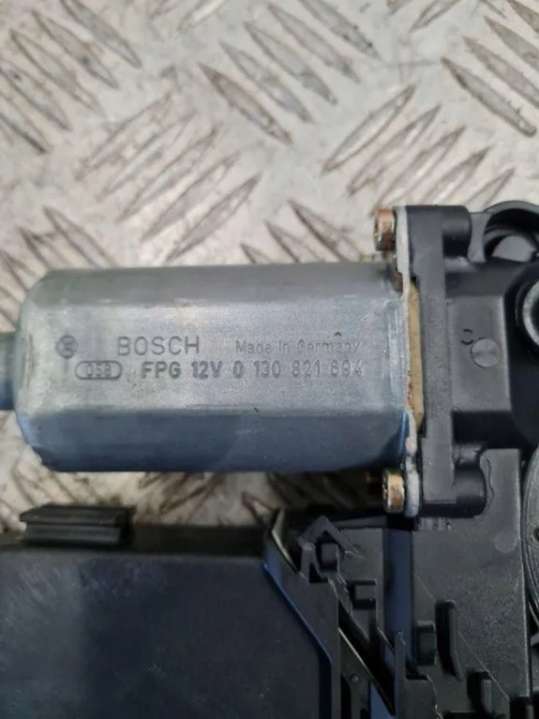 BOSCH Made in Germany
FPG 12V 0 130 821 694